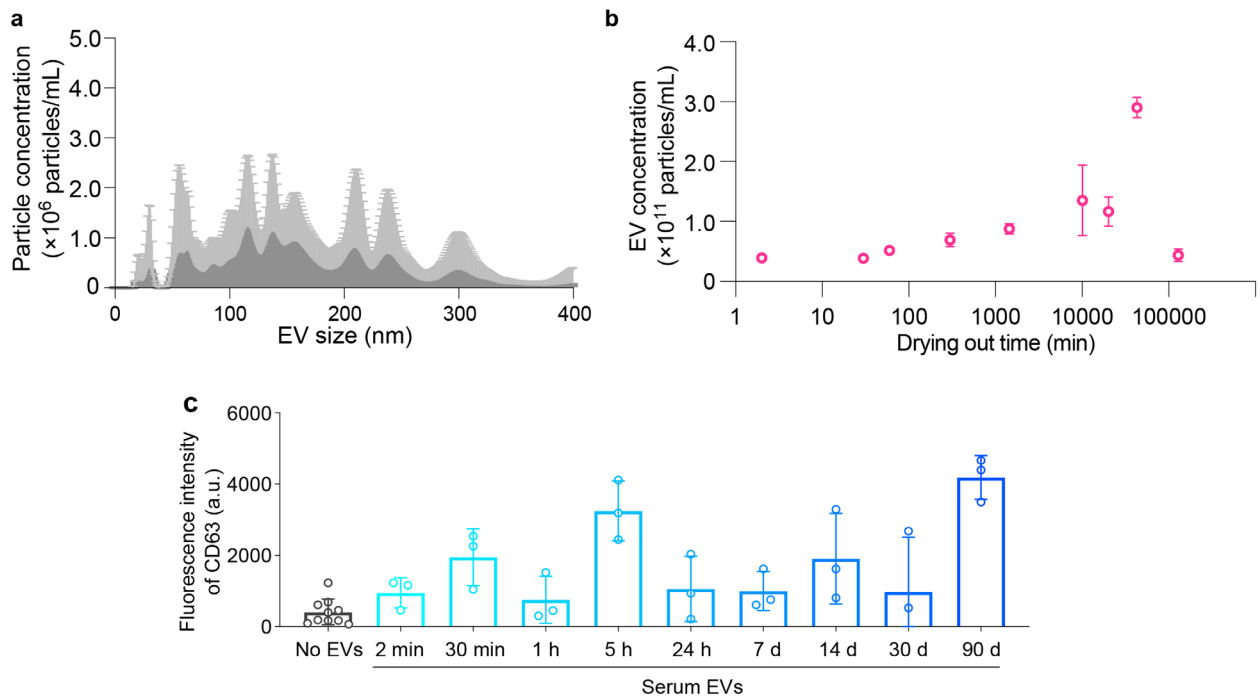 a
Particle concentration
(×10⁶ particles/mL)
5.0
4.0
3.0
2.0
1.0
0
0 100 200 300 400
EV size (nm)
b
EV concentration
(×10¹¹ particles/mL)
4.0
3.0
2.0
1.0
0
1 10 100 1000 10000 100000
Drying out time (min)
c
Fluorescence intensity
of CD63 (a.u.)
6000
4000
2000
0
No EVs 2 min 30 min 1 h 5 h 24 h 7 d 14 d 30 d 90 d
Serum EVs